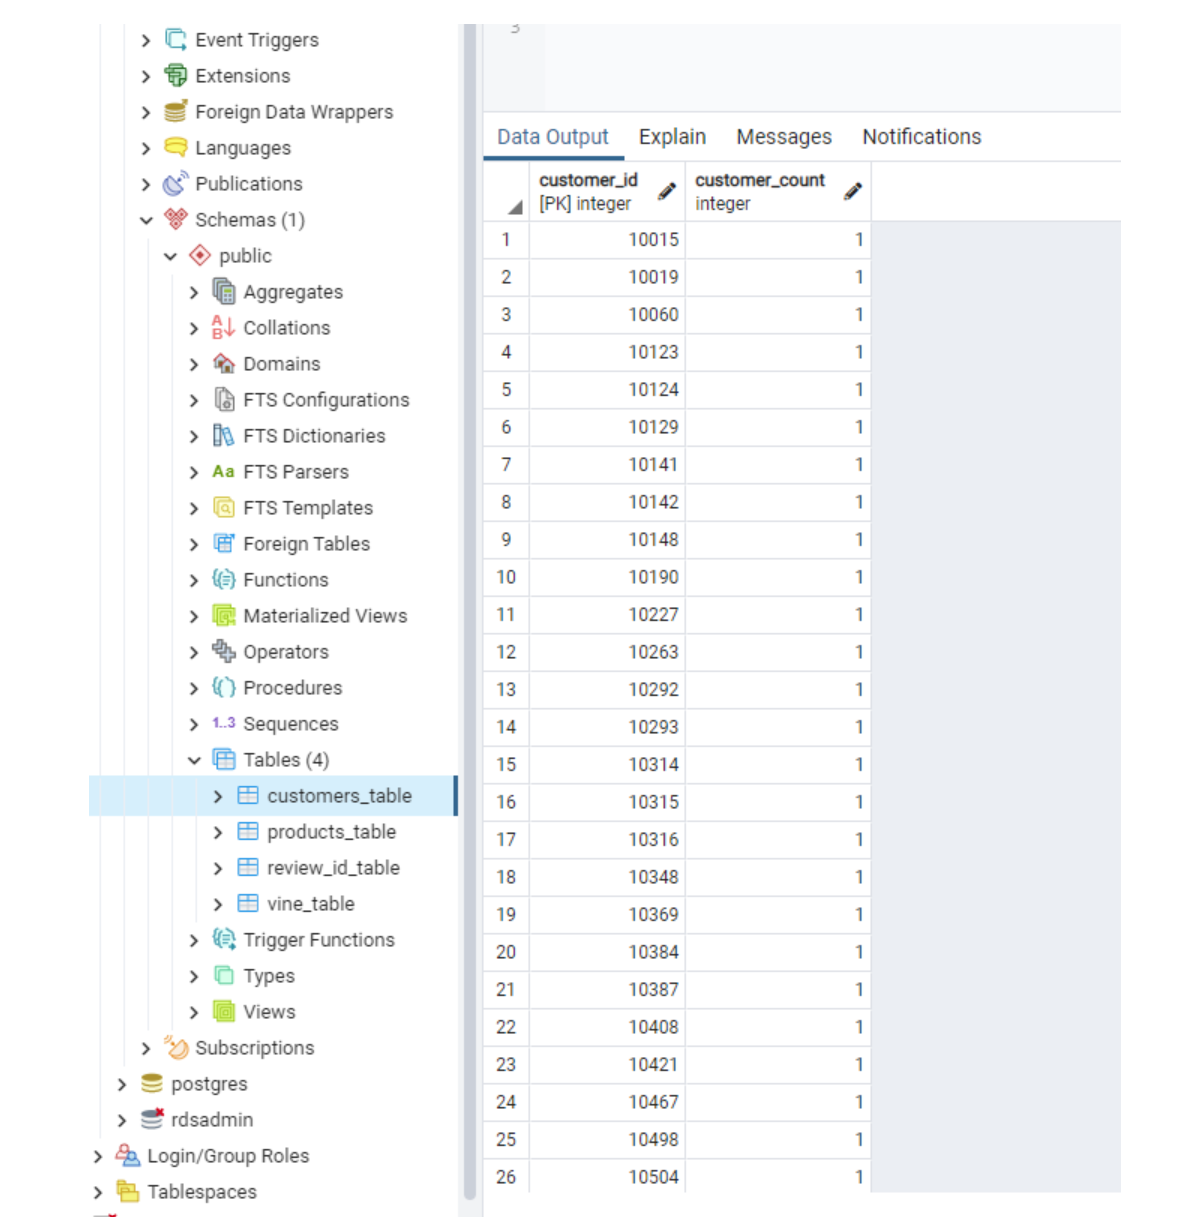 Event Triggers
Extensions
Foreign Data Wrappers
Languages
Publications
Schemas (1)
public
Aggregates
Collations
Domains
FTS Configurations
FTS Dictionaries
Aa FTS Parsers
FTS Templates
Foreign Tables
Functions
Materialized Views
Operators
Procedures
1..3 Sequences
Tables (4)
customers_table
products_table
review_id_table
vine_table
Trigger Functions
Types
Views
Subscriptions
postgres
rdsadmin
Login/Group Roles
Tablespaces
3
Data Output Explain Messages Notifications
customer_id customer_count
[PK] integer integer
1 10015 1
2 10019 1
3 10060 1
4 10123 1
5 10124 1
6 10129 1
7 10141 1
8 10142 1
9 10148 1
10 10190 1
11 10227 1
12 10263 1
13 10292 1
14 10293 1
15 10314 1
16 10315 1
17 10316 1
18 10348 1
19 10369 1
20 10384 1
21 10387 1
22 10408 1
23 10421 1
24 10467 1
25 10498 1
26 10504 1